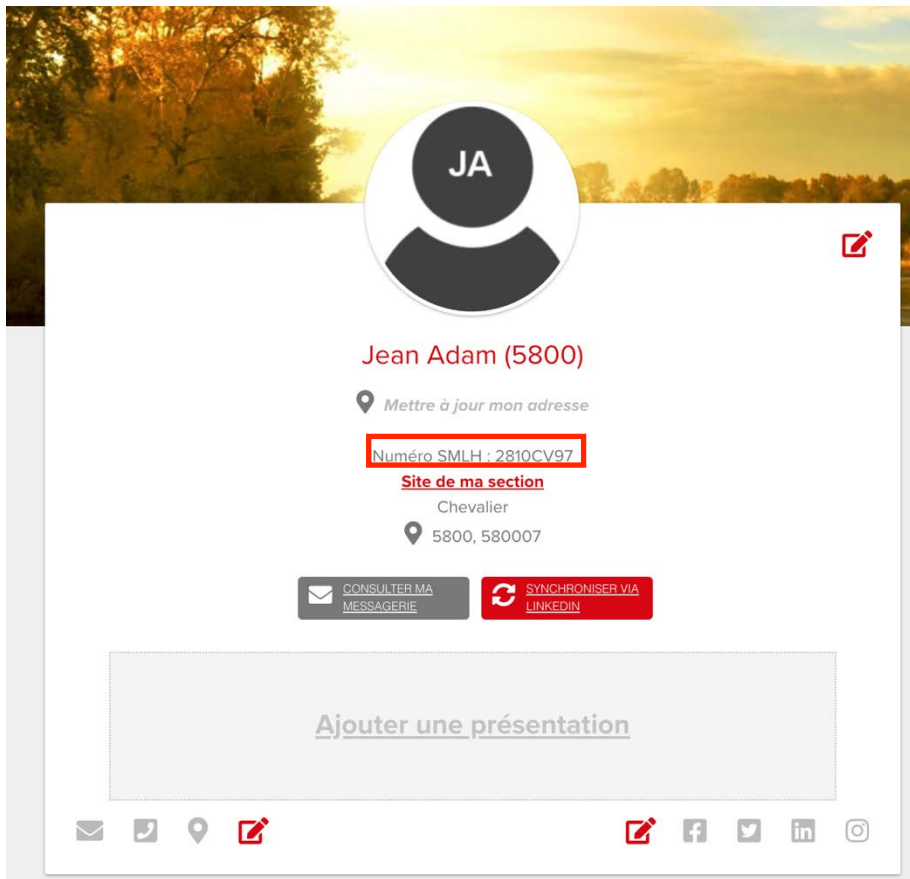 JA
Jean Adam (5800)
Mettre à jour mon adresse
Numéro SMLH : 2810CV97
Site de ma section
Chevalier
5800, 580007
CONSULTER MA
MESSAGERIE
SYNCHRONISER VIA
LINKEDIN
Ajouter une présentation